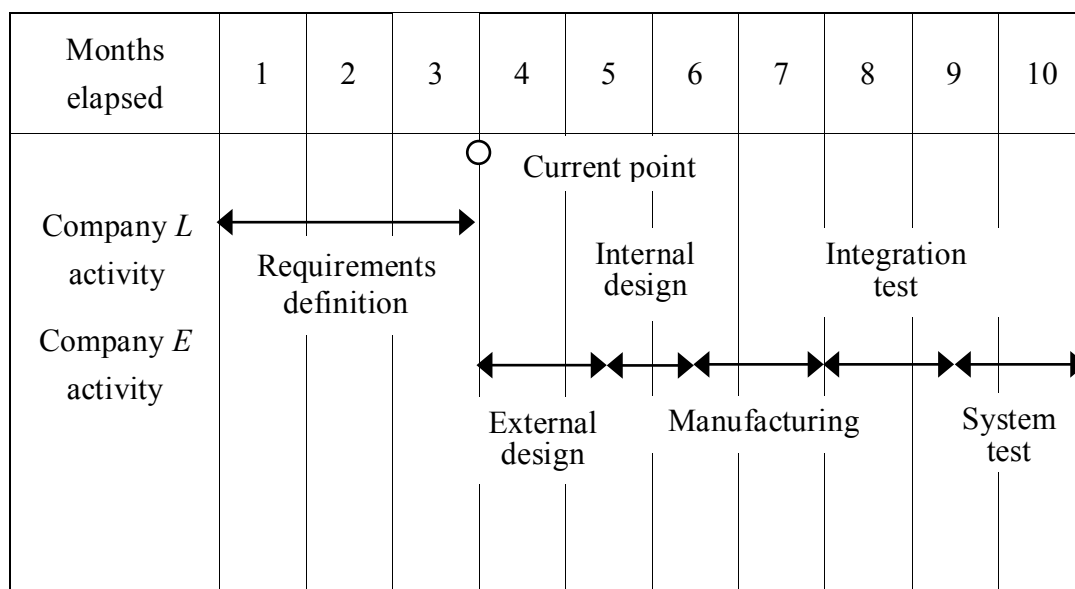 Months
elapsed
1 2 3 4 5 6 7 8 9 10
Current point
Company L
activity
Requirements
definition
Internal
design
Integration
test
Company E
activity
External
design
Manufacturing
System
test